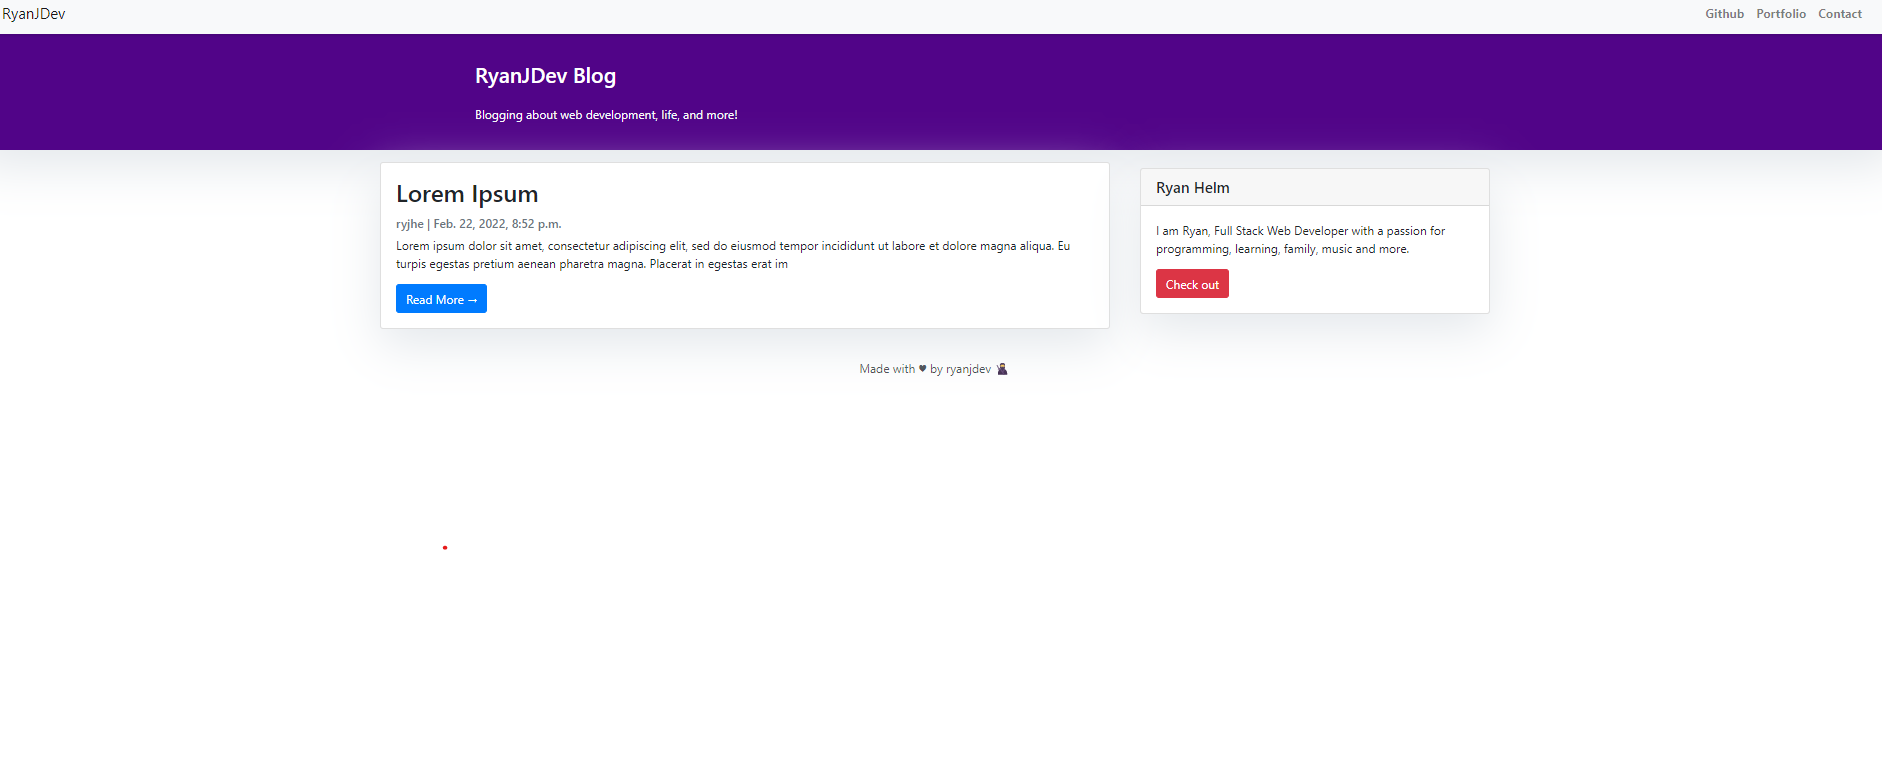 RyanJDev
Github Portfolio Contact
RyanJDev Blog
Blogging about web development, life, and more!
Lorem Ipsum
ryjhe | Feb. 22, 2022, 8:52 p.m.
Lorem ipsum dolor sit amet, consectetur adipiscing elit, sed do eiusmod tempor incididunt ut labore et dolore magna aliqua. Eu
turpis egestas pretium aenean pharetra magna. Placerat in egestas erat im
Read More →
Ryan Helm
I am Ryan, Full Stack Web Developer with a passion for
programming, learning, family, music and more.
Check out
Made with ♥ by ryanjdev 🥷